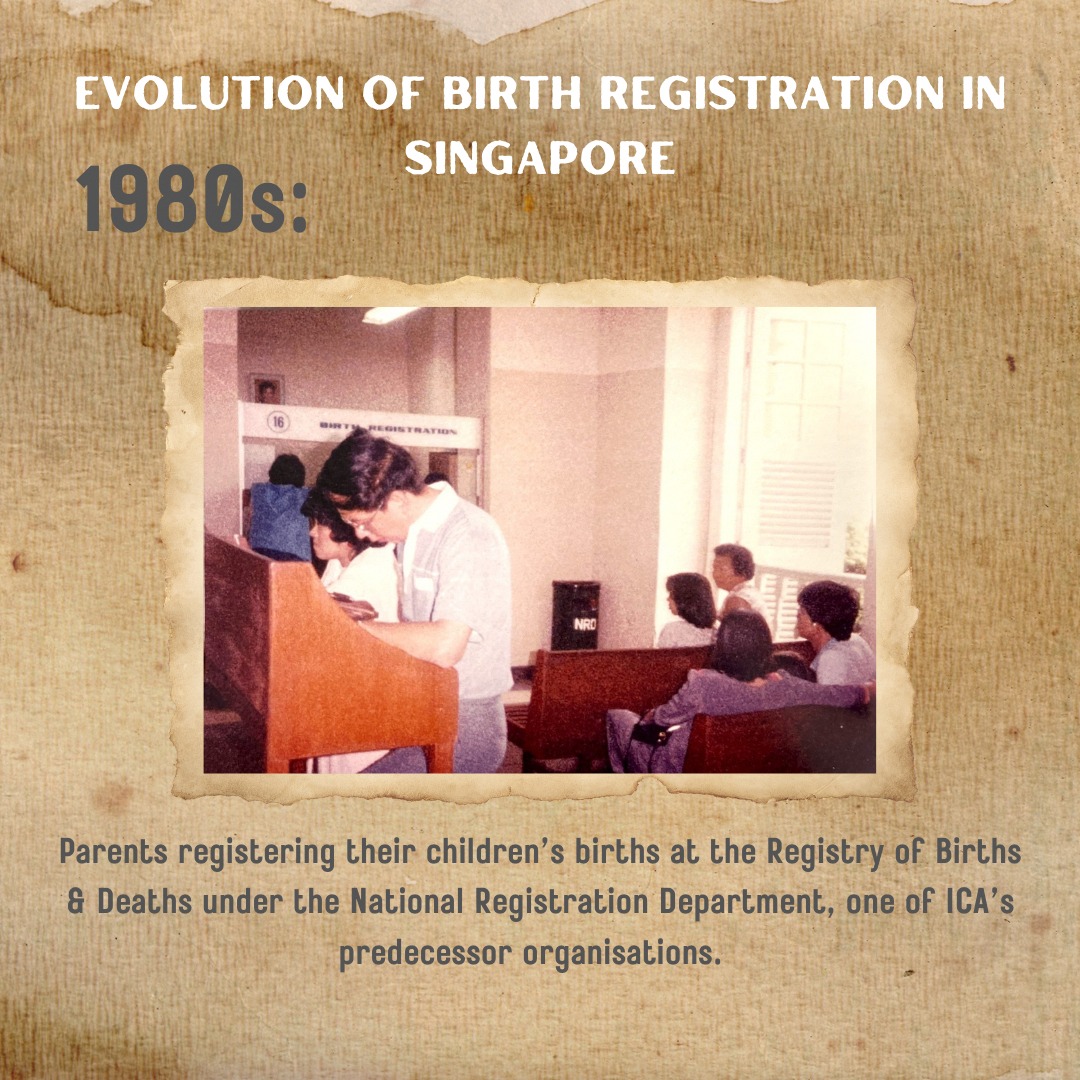 EVOLUTION OF BIRTH REGISTRATION IN
SINGAPORE
1980s:
16
BIRTH REGISTRATION
NRD
Parents registering their children's births at the Registry of Births
& Deaths under the National Registration Department, one of ICA's
predecessor organisations.